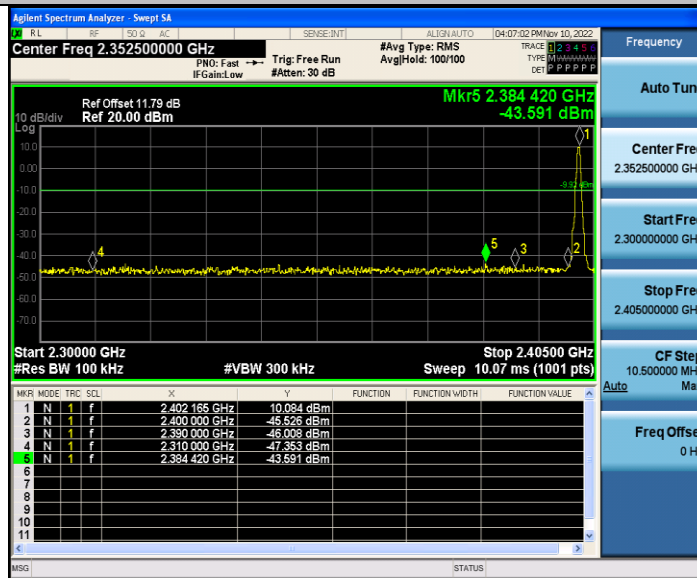 Agilent Spectrum Analyzer - Swept SA
RL RF 50 Ω AC SENSE:INT ALIGN AUTO 04:07:02 PM Nov 10, 2022
Center Freq 2.352500000 GHz
#Avg Type: RMS
TRACE 1 2 3 4 5 6
PNO: Fast Trig: Free Run Avg|Hold: 100/100 TYPE M
IFGain:Low #Atten: 30 dB DET P P P P P P
Ref Offset 11.79 dB
10 dB/div Ref 20.00 dBm
Mkr5 2.384 420 GHz
-43.591 dBm
Log
1
10.0
0.00
-10.0
-20.0
-30.0
-40.0
-50.0
-60.0
-70.0
4
5
3
2
Start 2.30000 GHz Stop 2.40500 GHz
#Res BW 100 kHz #VBW 300 kHz Sweep 10.07 ms (1001 pts)
MKR MODE TRC SCL X Y FUNCTION FUNCTION WIDTH FUNCTION VALUE
1 N 1 f 2.402 165 GHz 10.084 dBm
2 N 1 f 2.400 000 GHz -45.526 dBm
3 N 1 f 2.390 000 GHz -46.008 dBm
4 N 1 f 2.310 000 GHz -47.353 dBm
5 N 1 f 2.384 420 GHz -43.591 dBm
6
7
8
9
10
11
MSG STATUS
Frequency
Auto Tun
Center Fre
2.352500000 GH
Start Fre
2.300000000 GH
Stop Fre
2.405000000 GH
CF Ste
10.500000 MH
Auto Ma
Freq Offse
0 H